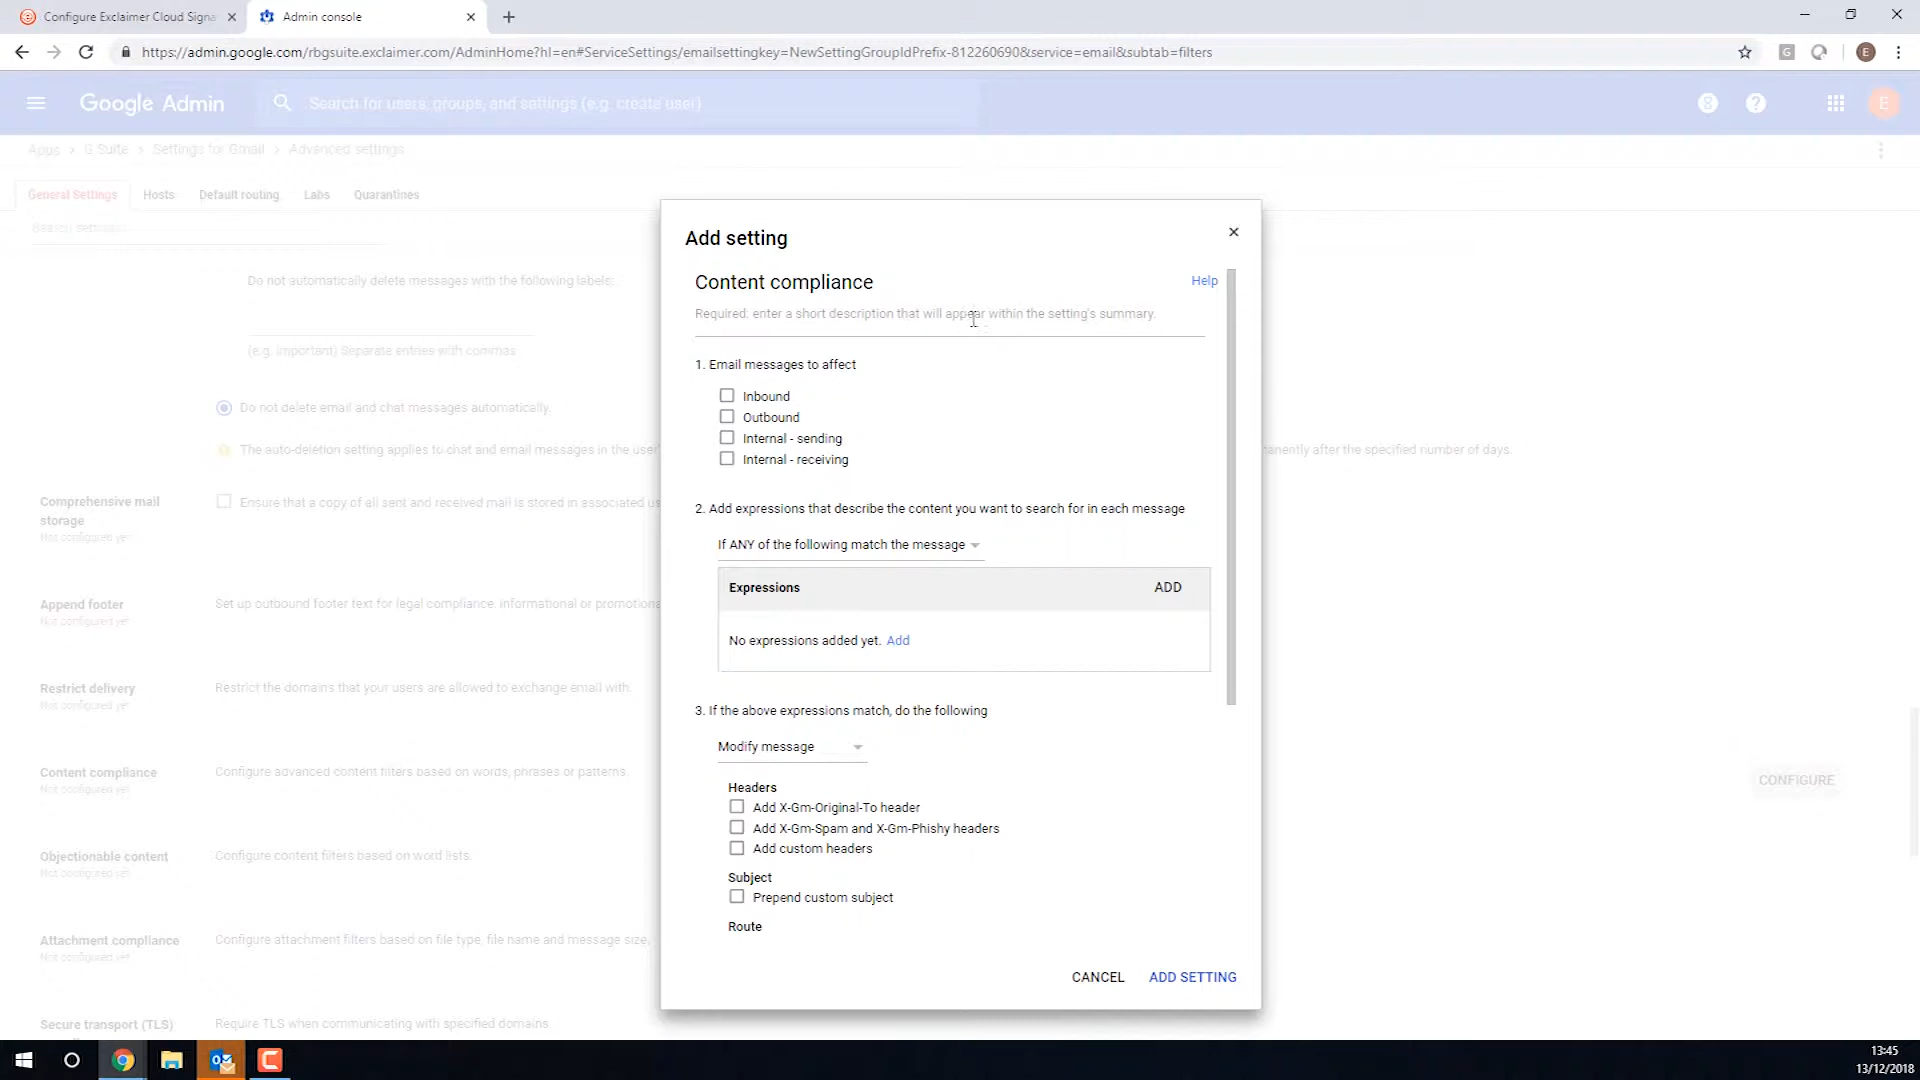 Configure Exclaimer Cloud Signa
Admin console
https://admin.google.com/rbgsuite.exclaimer.com/AdminHome?hl=en#ServiceSettings/emailsettingkey=NewSettingGroupIdPrefix-812260690&service=email&subtab=filters
Google Admin
Search for users, groups, and settings (e.g. create user)
Apps > G Suite > Settings for Gmail > Advanced settings
General Settings
Hosts
Default routing
Labs
Quarantines
Search settings
Do not automatically delete messages with the following labels:
(e.g. Important) Separate entries with commas
Do not delete email and chat messages automatically.
The auto-deletion setting applies to chat and email messages in the user'
nently after the specified number of days.
Comprehensive mail
storage
Not configured yet
Ensure that a copy of all sent and received mail is stored in associated us
Append footer
Not configured yet
Set up outbound footer text for legal compliance, informational or promotiona
Restrict delivery
Not configured yet
Restrict the domains that your users are allowed to exchange email with.
Content compliance
Not configured yet
Configure advanced content filters based on words, phrases or patterns.
CONFIGURE
Objectionable content
Not configured yet
Configure content filters based on word lists.
Attachment compliance
Not configured yet
Configure attachment filters based on file type, file name and message size.
Secure transport (TLS)
Require TLS when communicating with specified domains.
Add setting
Content compliance
Help
Required: enter a short description that will appear within the setting's summary.
1. Email messages to affect
Inbound
Outbound
Internal - sending
Internal - receiving
2. Add expressions that describe the content you want to search for in each message
If ANY of the following match the message
Expressions
ADD
No expressions added yet. Add
3. If the above expressions match, do the following
Modify message
Headers
Add X-Gm-Original-To header
Add X-Gm-Spam and X-Gm-Phishy headers
Add custom headers
Subject
Prepend custom subject
Route
CANCEL
ADD SETTING
13:45
13/12/2018